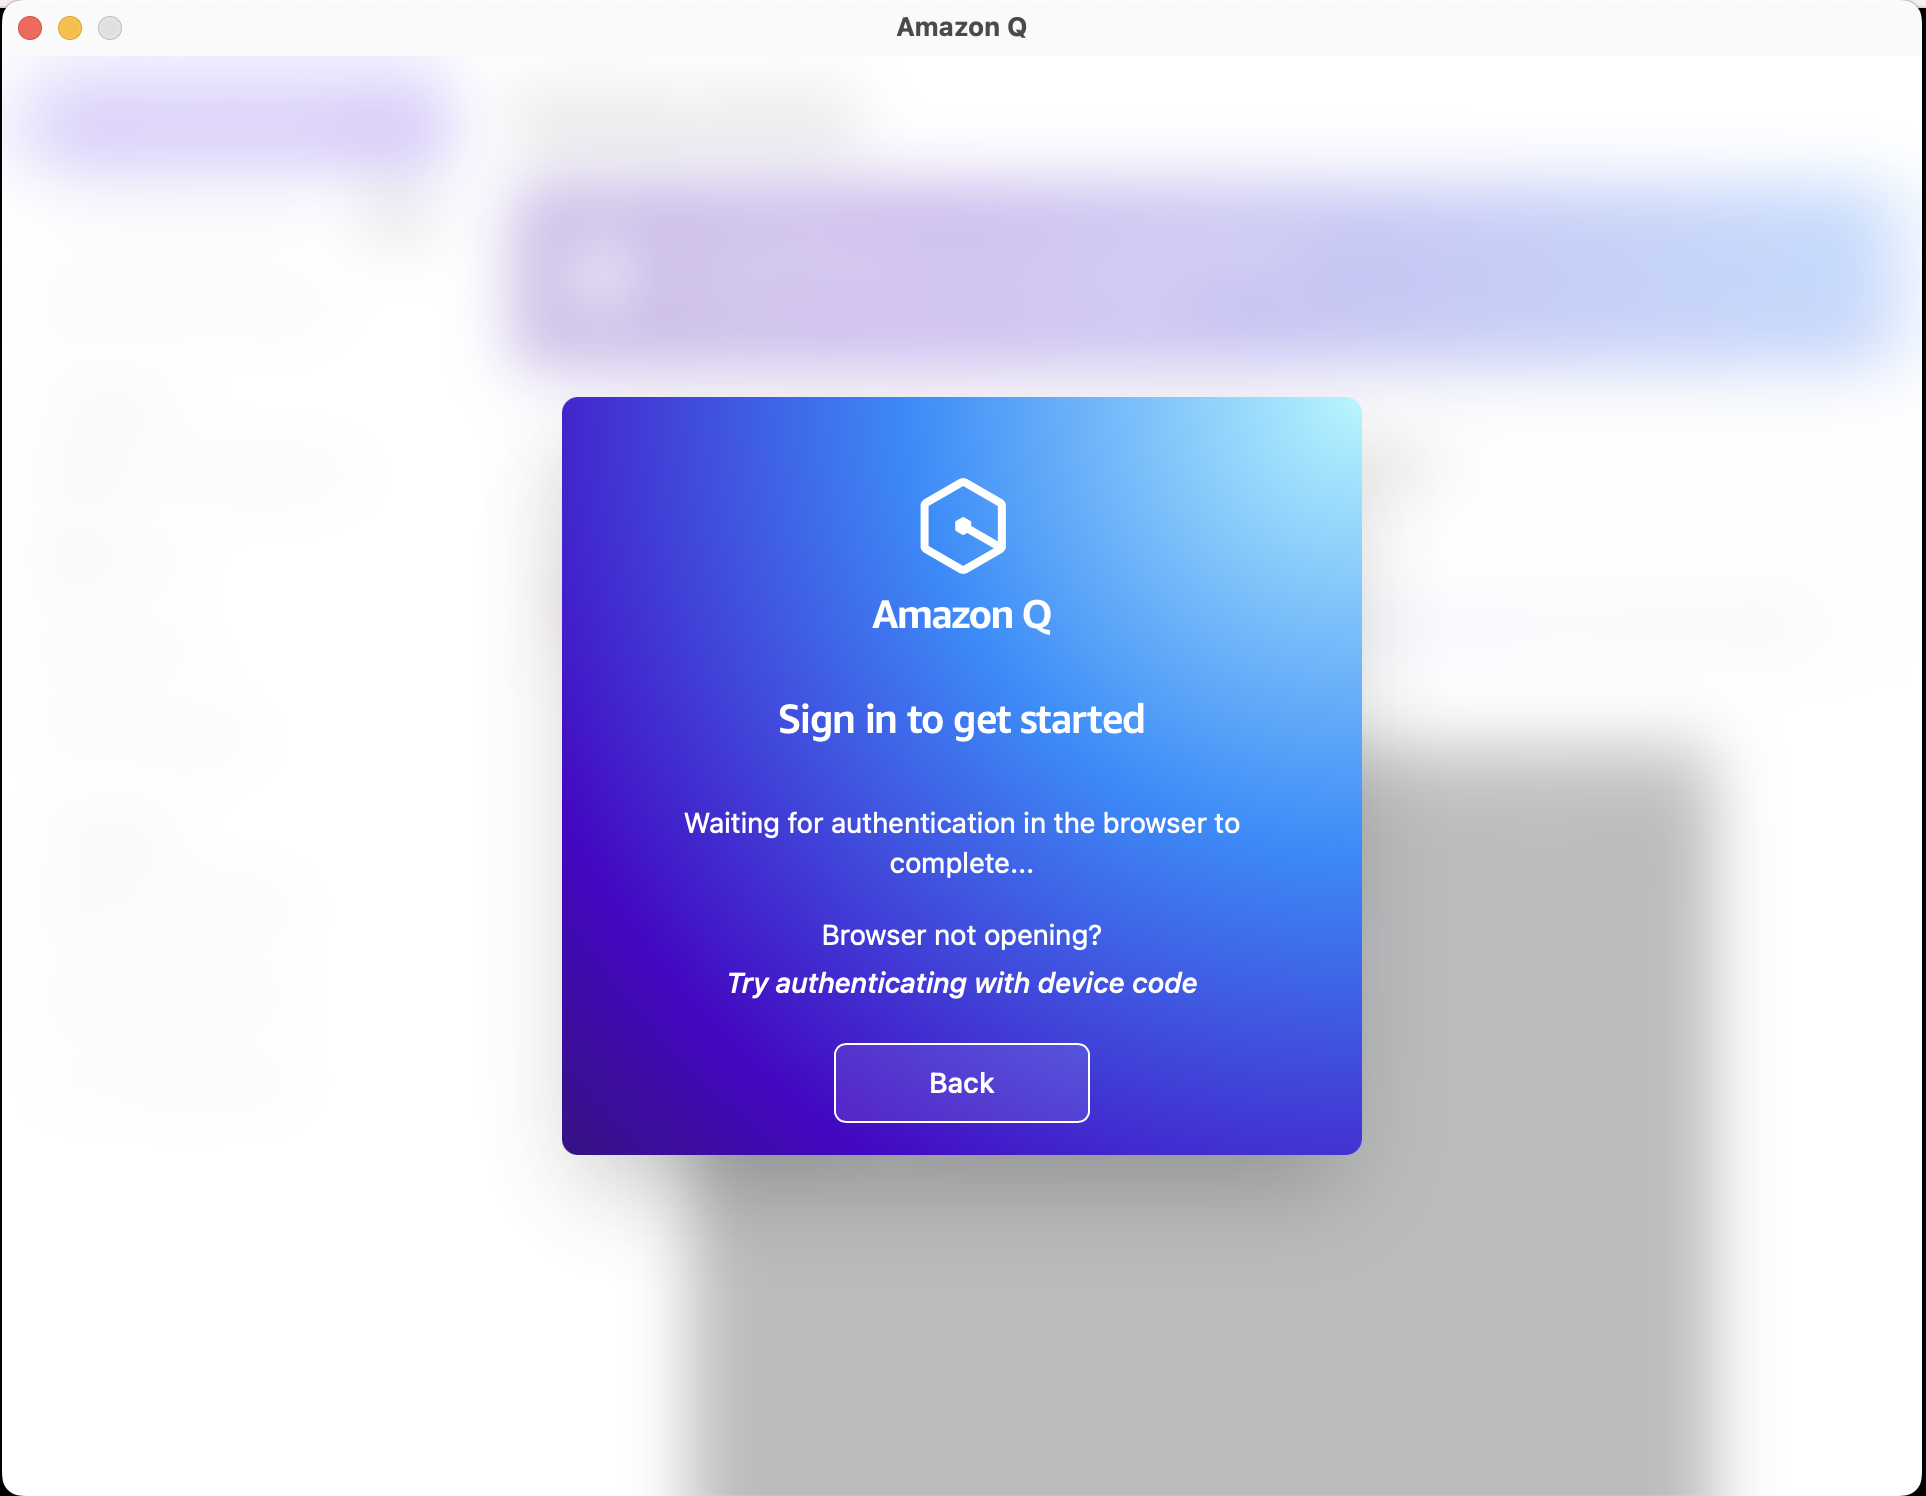 Amazon Q
Amazon Q
Sign in to get started
Waiting for authentication in the browser to
complete...
Browser not opening?
Try authenticating with device code
Back